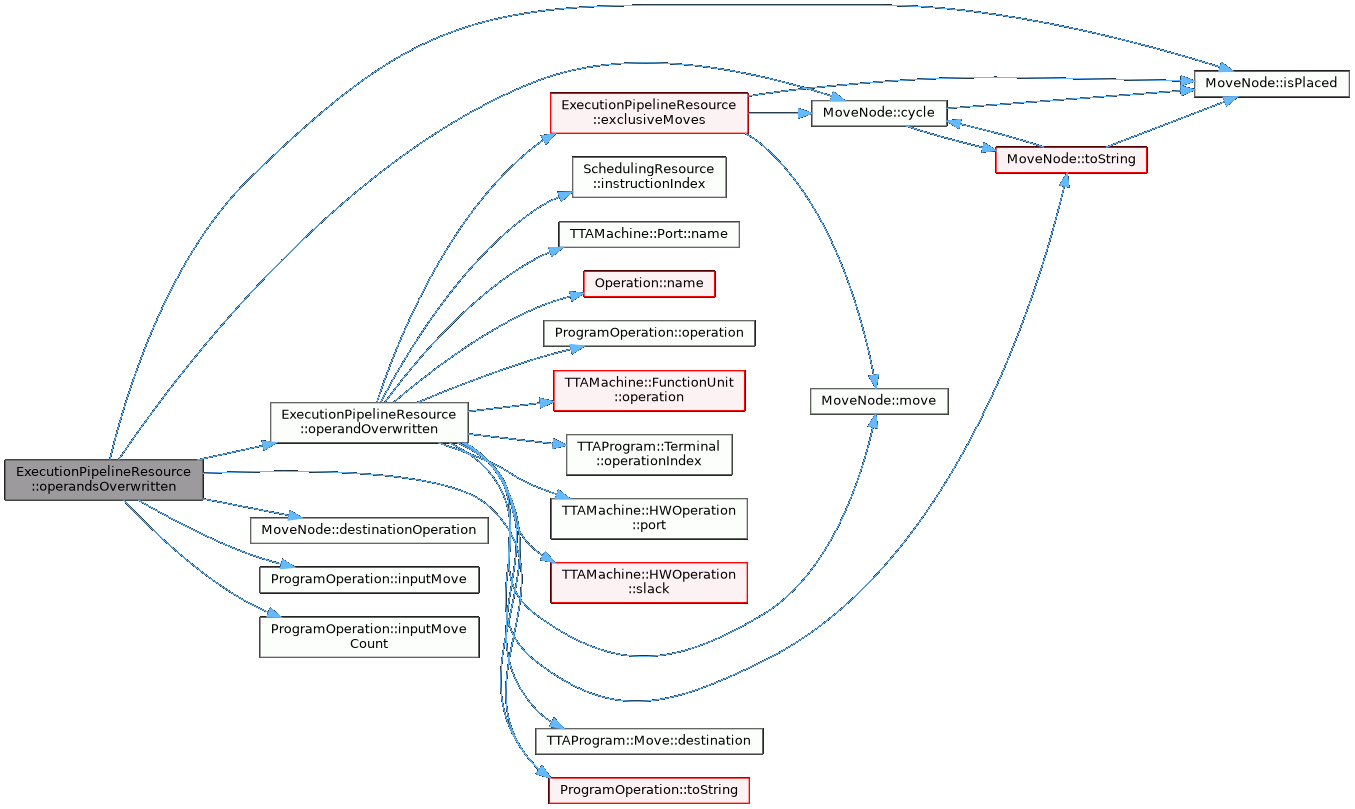 ExecutionPipelineResource
::operandsOverwritten
ExecutionPipelineResource
::operandOverwritten
MoveNode::destinationOperation
ProgramOperation::inputMove
ProgramOperation::inputMove
Count
ExecutionPipelineResource
::exclusiveMoves
SchedulingResource
::instructionIndex
TTAMachine::Port::name
Operation::name
ProgramOperation::operation
TTAMachine::FunctionUnit
::operation
TTAProgram::Terminal
::operationIndex
TTAMachine::HWOperation
::port
TTAMachine::HWOperation
::slack
TTAProgram::Move::destination
ProgramOperation::toString
MoveNode::cycle
MoveNode::move
MoveNode::toString
MoveNode::isPlaced